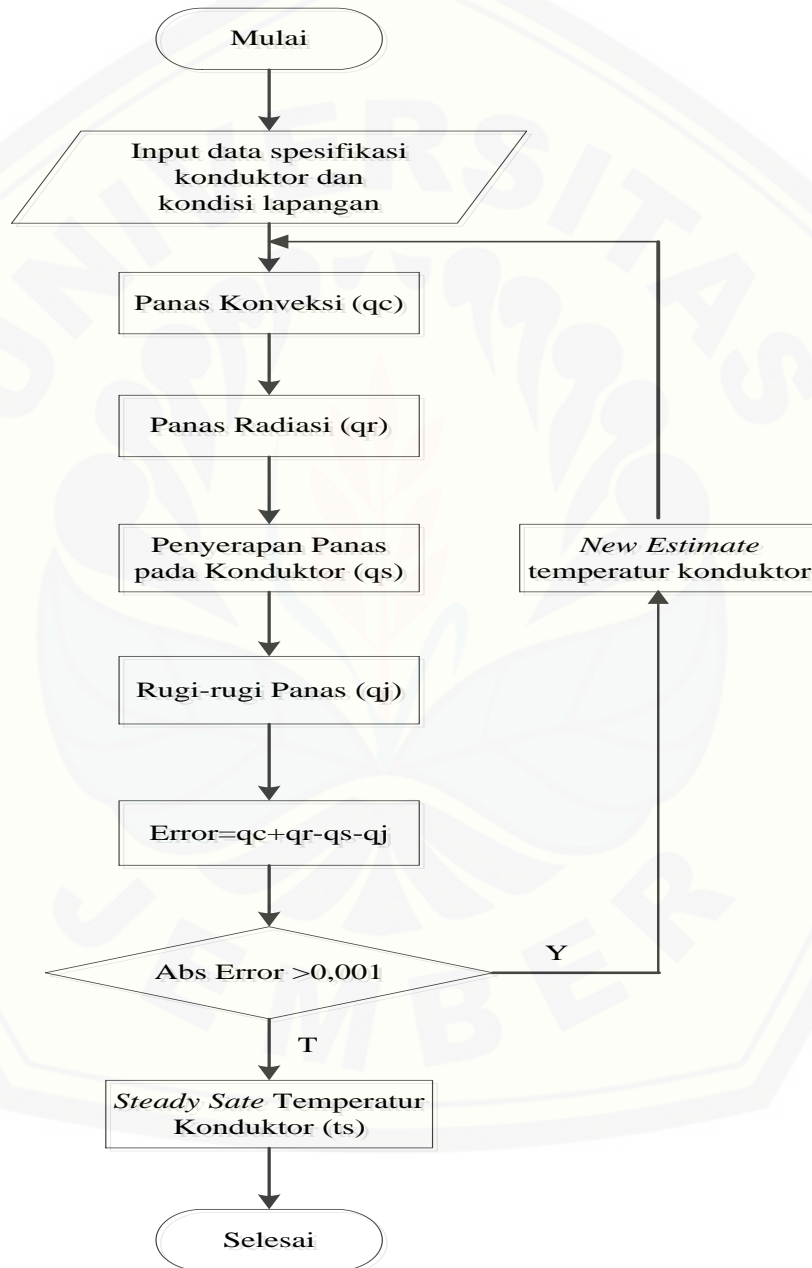 UNIVERSITAS
Mulai
Input data spesifikasi
konduktor dan
kondisi lapangan
Panas Konveksi (qc)
Panas Radiasi (qr)
Penyerapan Panas
pada Konduktor (qs)
New Estimate
temperatur konduktor
Rugi-rugi Panas (qj)
Error=qc+qr-qs-qj
Abs Error >0,001
Y
T
Steady Sate Temperatur
Konduktor (ts)
Selesai
JEMBER